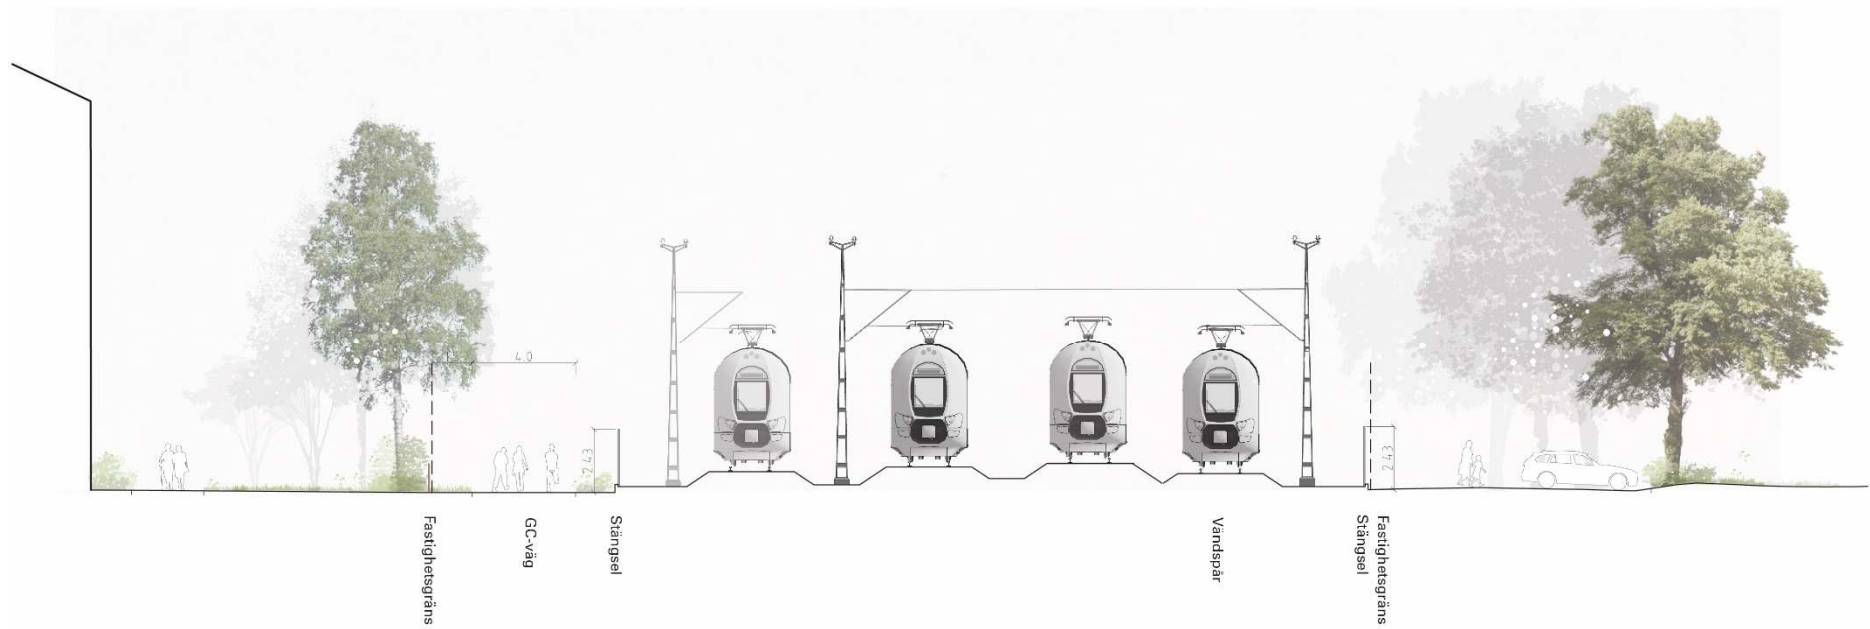 4.0
2.43
2.43
Fastighetsgräns
GC-väg
Stängsel
Vändspår
Fastighetsgräns
Stängsel